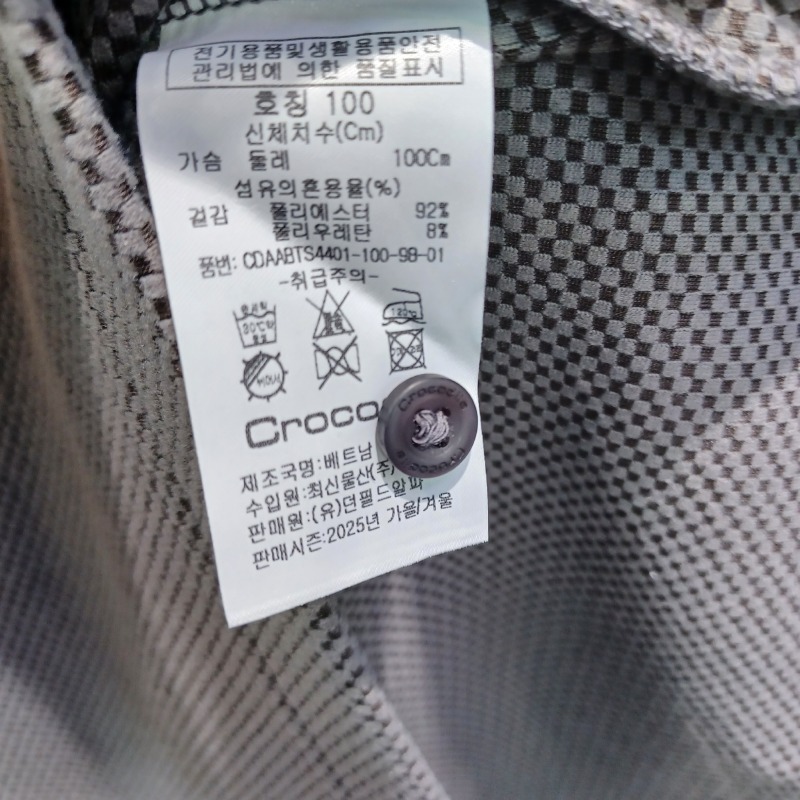 전기용품및생활용품안전
관리법에 의한 품질표시
호칭 100
신체치수(Cm)
가슴 둘레 100Cm
섬유의혼용율(%)
겉감 폴리에스터 92%
폴리우레탄 8%
품번: CDAABTS4401-100-98-01
-취급주의-
30℃
Croco
제조국명:베트남
수입원:최신물산(주)
판매원:(유)던필드알파
판매시즌:2025년 가을/겨울